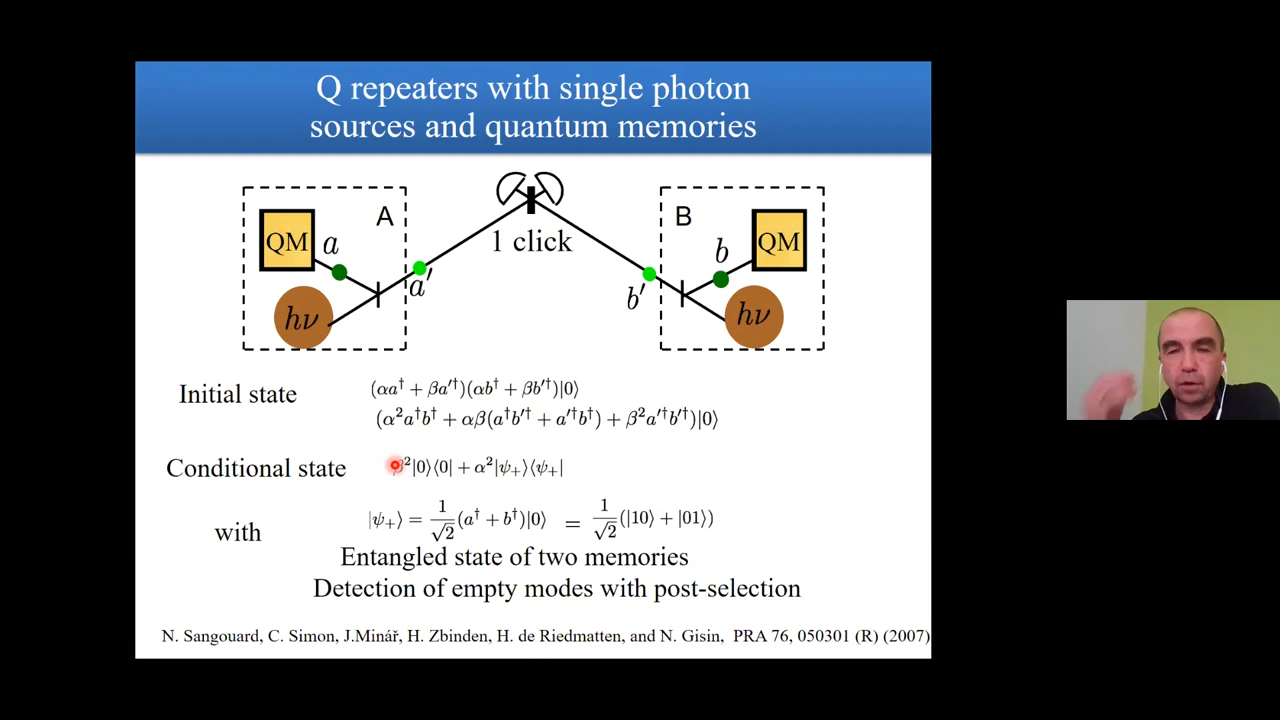 Q repeaters with single photon
sources and quantum memories
QM
a
A
1 click
B
b
QM
hν
a′
b′
hν
Initial state
(αa† + βa′†)(αb† + βb′†)|0⟩
(α²a†b† + αβ(a†b′† + a′†b†) + β²a′†b′†)|0⟩
Conditional state
β²|0⟩⟨0| + α²|ψ₊⟩⟨ψ₊|
with
|ψ₊⟩ = 1/√2 (a† + b†)|0⟩ = 1/√2 (|10⟩ + |01⟩)
Entangled state of two memories
Detection of empty modes with post-selection
N. Sangouard, C. Simon, J.Minář, H. Zbinden, H. de Riedmatten, and N. Gisin, PRA 76, 050301 (R) (2007)